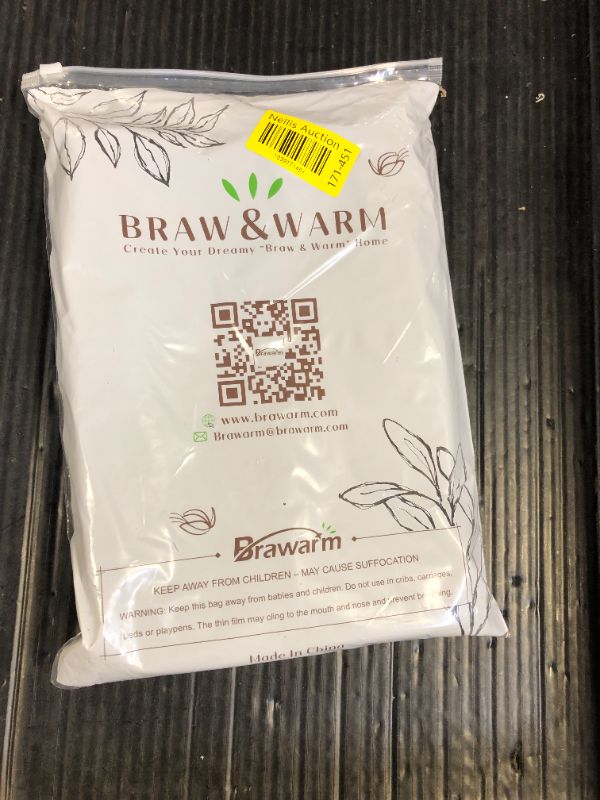 Nellis Auction
171-451
BRAW & WARM
Create Your Dreamy "Braw & Warm" Home
Brawarm
www.brawarm.com
Brawarm@brawarm.com
Brawarm
KEEP AWAY FROM CHILDREN – MAY CAUSE SUFFOCATION
WARNING: Keep this bag away from babies and children. Do not use in cribs, carriages,
beds or playpens. The thin film may cling to the mouth and nose and prevent breathing.
Made In China